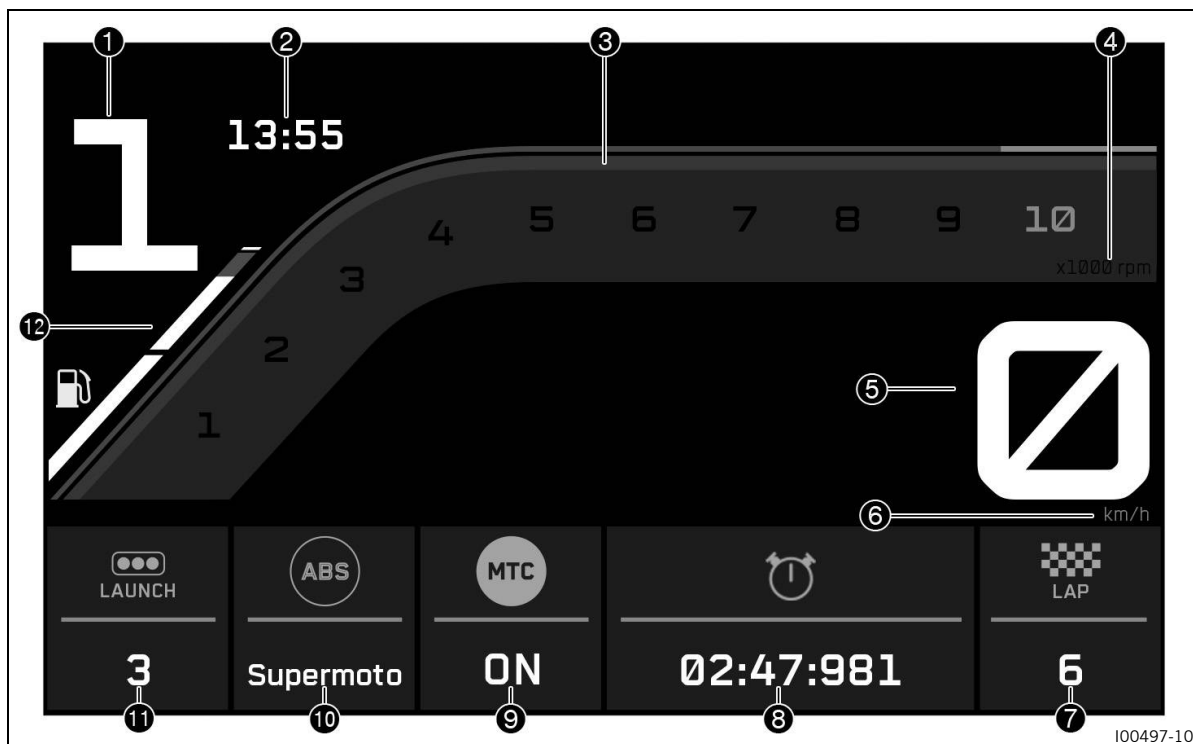 1 2 3 4
1
13:55
1 2 3 4 5 6 7 8 9 10
x1000 rpm
12
5
0
6
km/h
LAUNCH ABS MTC LAP
3 Supermoto ON 02:47:981 6
11 10 9 8 7
I00497-10